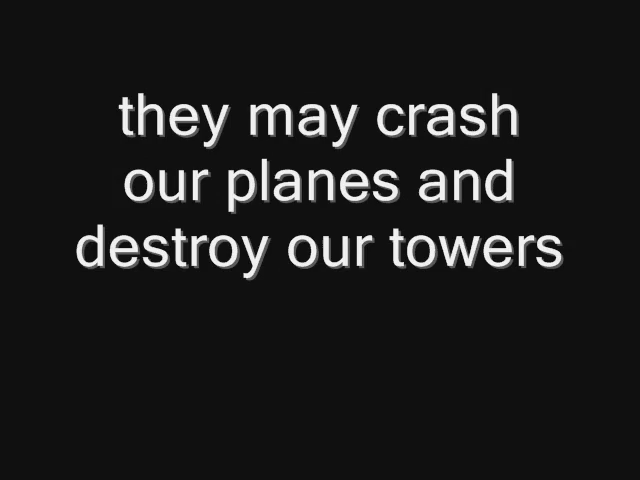 they may crash
our planes and
destroy our towers